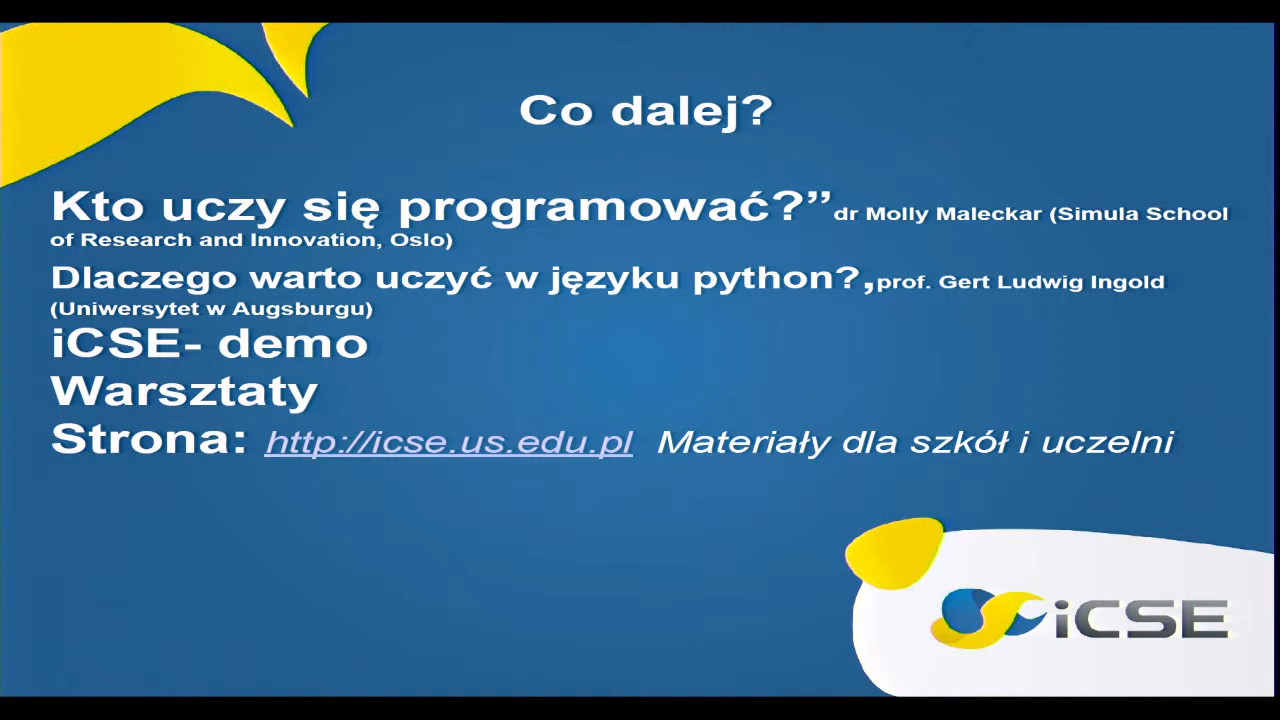 Co dalej?
Kto uczy się programować?”dr Molly Maleckar (Simula School
of Research and Innovation, Oslo)
Dlaczego warto uczyć w języku python?,prof. Gert Ludwig Ingold
(Uniwersytet w Augsburgu)
iCSE- demo
Warsztaty
Strona: http://icse.us.edu.pl Materiały dla szkół i uczelni
iCSE